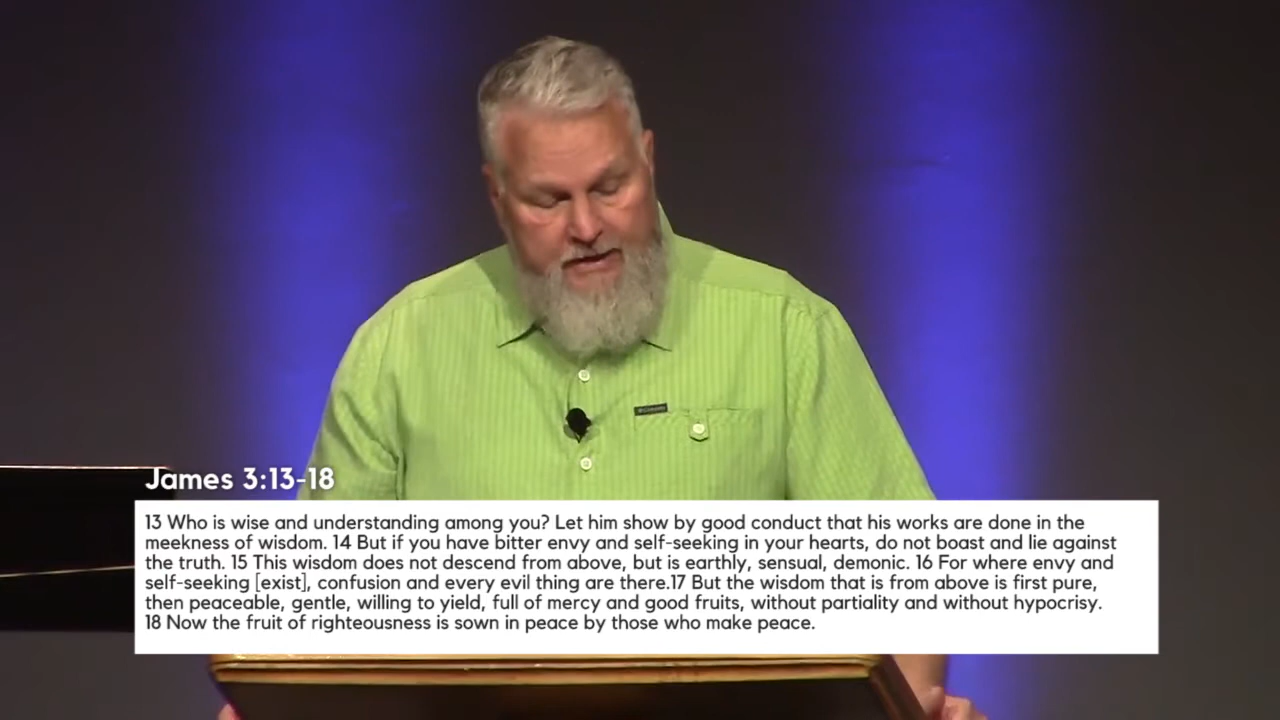 James 3:13-18
13 Who is wise and understanding among you? Let him show by good conduct that his works are done in the
meekness of wisdom. 14 But if you have bitter envy and self-seeking in your hearts, do not boast and lie against
the truth. 15 This wisdom does not descend from above, but is earthly, sensual, demonic. 16 For where envy and
self-seeking [exist], confusion and every evil thing are there.17 But the wisdom that is from above is first pure,
then peaceable, gentle, willing to yield, full of mercy and good fruits, without partiality and without hypocrisy.
18 Now the fruit of righteousness is sown in peace by those who make peace.